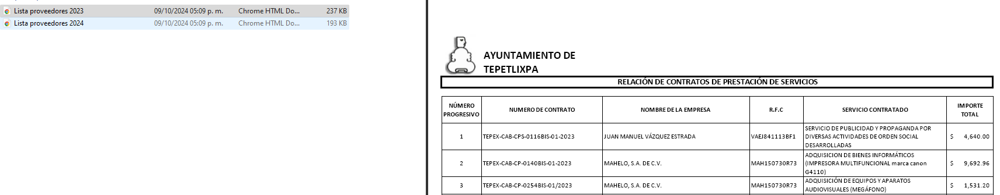 Lista proveedores 2023 09/10/2024 05:09 p. m. Chrome HTML Do... 237 KB
Lista proveedores 2024 09/10/2024 05:09 p. m. Chrome HTML Do... 193 KB
AYUNTAMIENTO DE
TEPETLIXPA
RELACIÓN DE CONTRATOS DE PRESTACIÓN DE SERVICIOS
NÚMERO
PROGRESIVO
NUMERO DE CONTRATO
NOMBRE DE LA EMPRESA
R.F.C
SERVICIO CONTRATADO
IMPORTE
TOTAL
1
TEPEX-CAB-CPS-0116BIS-01-2023
JUAN MANUEL VÁZQUEZ ESTRADA
VAEJ841113BF1
SERVICIO DE PUBLICIDAD Y PROPAGANDA POR
DIVERSAS ACTIVIDADES DE ORDEN SOCIAL
DESARROLLADAS
$ 4,640.00
2
TEPEX-CAB-CP-0140BIS-01-2023
MAHELO, S.A. DE C.V.
MAH150730R73
ADQUISICION DE BIENES INFORMÁTICOS
(IMPRESORA MULTIFUNCIONAL marca canon
G4110)
$ 9,692.96
3
TEPEX-CAB-CP-0254BIS-01/2023
MAHELO, S.A. DE C.V.
MAH150730R73
ADQUISICIÓN DE EQUIPOS Y APARATOS
AUDIOVISUALES (MEGÁFONO)
$ 1,531.20